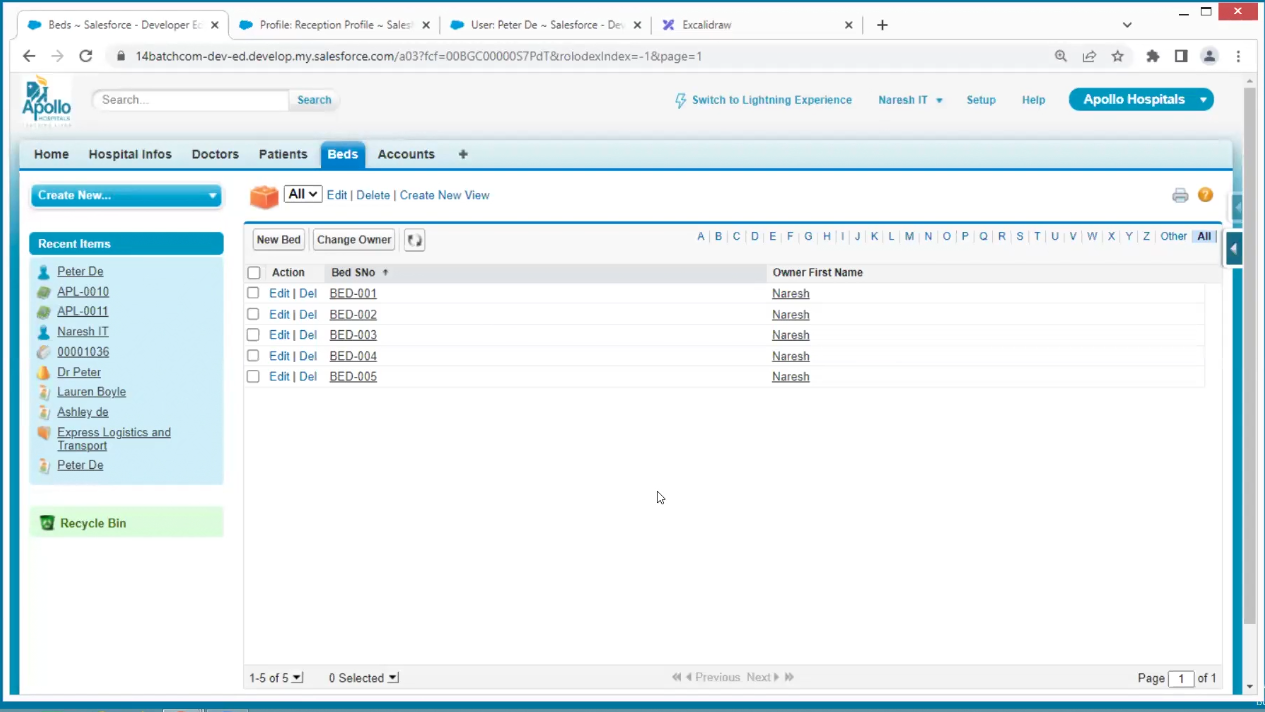 Beds ~ Salesforce - Developer Ec
Profile: Reception Profile ~ Sales
User: Peter De ~ Salesforce - De
Excalidraw
14batchcom-dev-ed.develop.my.salesforce.com/a03?fcf=00BGC00000S7PdT&rolodexIndex=-1&page=1
Apollo
HOSPITALS
Search...
Search
Switch to Lightning Experience
Naresh IT
Setup
Help
Apollo Hospitals
Home Hospital Infos Doctors Patients Beds Accounts +
Create New...
All Edit | Delete | Create New View
Recent Items
Peter De
APL-0010
APL-0011
Naresh IT
00001036
Dr Peter
Lauren Boyle
Ashley de
Express Logistics and
Transport
Peter De
Recycle Bin
New Bed Change Owner
A | B | C | D | E | F | G | H | I | J | K | L | M | N | O | P | Q | R | S | T | U | V | W | X | Y | Z | Other | All
Action Bed SNo Owner First Name
Edit | Del BED-001 Naresh
Edit | Del BED-002 Naresh
Edit | Del BED-003 Naresh
Edit | Del BED-004 Naresh
Edit | Del BED-005 Naresh
1-5 of 5 0 Selected Previous Next Page 1 of 1